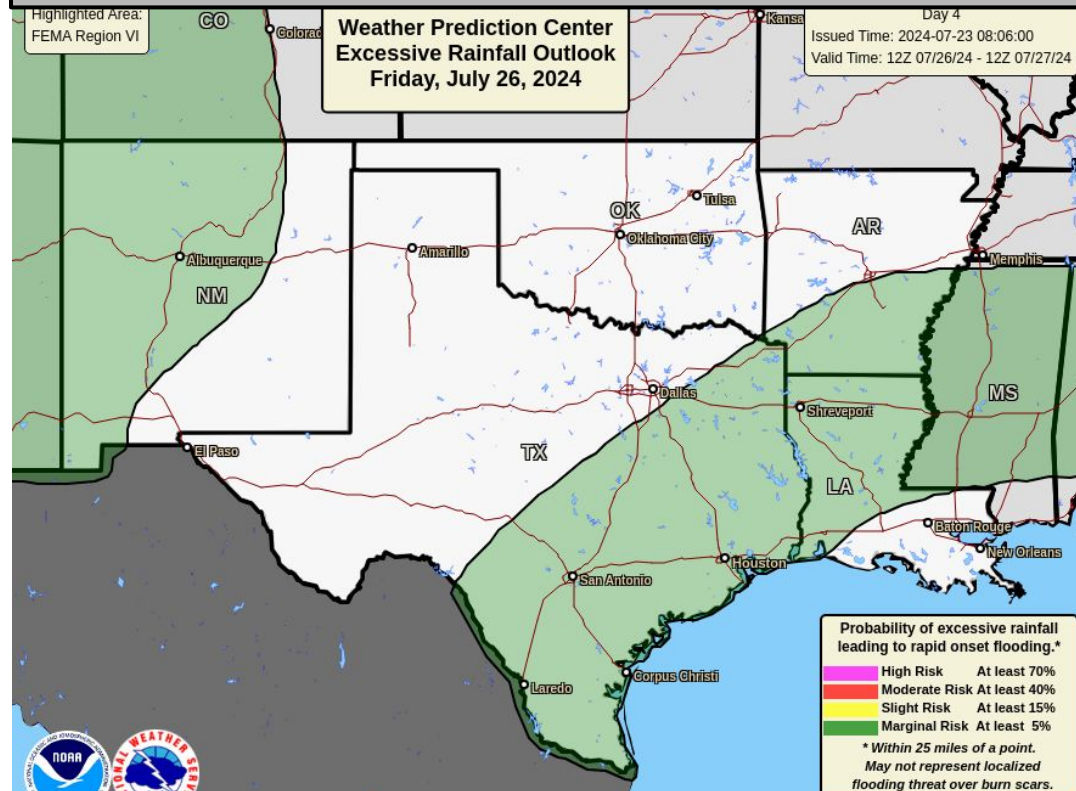 Highlighted Area:
FEMA Region VI
Weather Prediction Center
Excessive Rainfall Outlook
Friday, July 26, 2024
Day 4
Issued Time: 2024-07-23 08:06:00
Valid Time: 12Z 07/26/24 - 12Z 07/27/24
CO
Colorad
Kansa
Tulsa
OK
Oklahoma City
AR
Amarillo
Albuquerque
Memphis
NM
Dallas
MS
Shreveport
El Paso
TX
LA
Baton Rouge
New Orleans
Houston
San Antonio
Corpus Christi
Laredo
Probability of excessive rainfall
leading to rapid onset flooding.*
High Risk At least 70%
Moderate Risk At least 40%
Slight Risk At least 15%
Marginal Risk At least 5%
* Within 25 miles of a point.
May not represent localized
flooding threat over burn scars.
NOAA